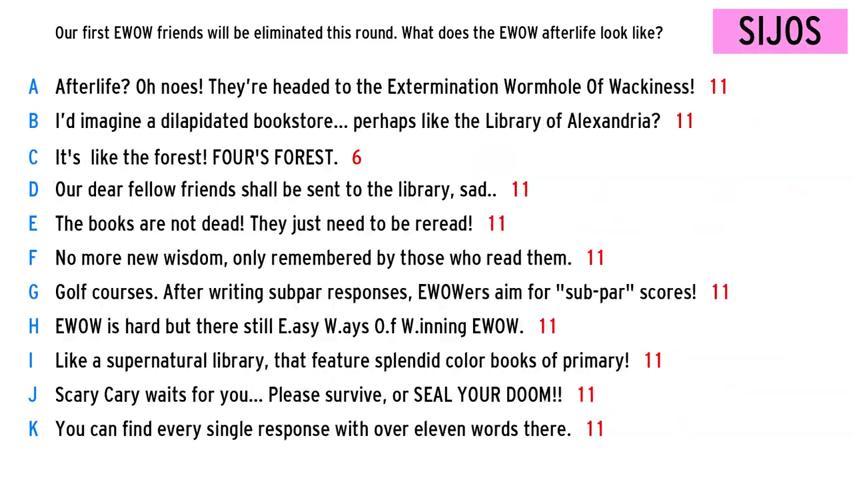 Our first EWOW friends will be eliminated this round. What does the EWOW afterlife look like?
SIJOS
A Afterlife? Oh noes! They're headed to the Extermination Wormhole Of Wackiness! 11
B I'd imagine a dilapidated bookstore... perhaps like the Library of Alexandria? 11
C It's  like the forest! FOUR'S FOREST. 6
D Our dear fellow friends shall be sent to the library, sad.. 11
E The books are not dead! They just need to be reread! 11
F No more new wisdom, only remembered by those who read them. 11
G Golf courses. After writing subpar responses, EWOWers aim for "sub-par" scores! 11
H EWOW is hard but there still E.asy W.ays O.f W.inning EWOW. 11
I Like a supernatural library, that feature splendid color books of primary! 11
J Scary Cary waits for you... Please survive, or SEAL YOUR DOOM!! 11
K You can find every single response with over eleven words there. 11